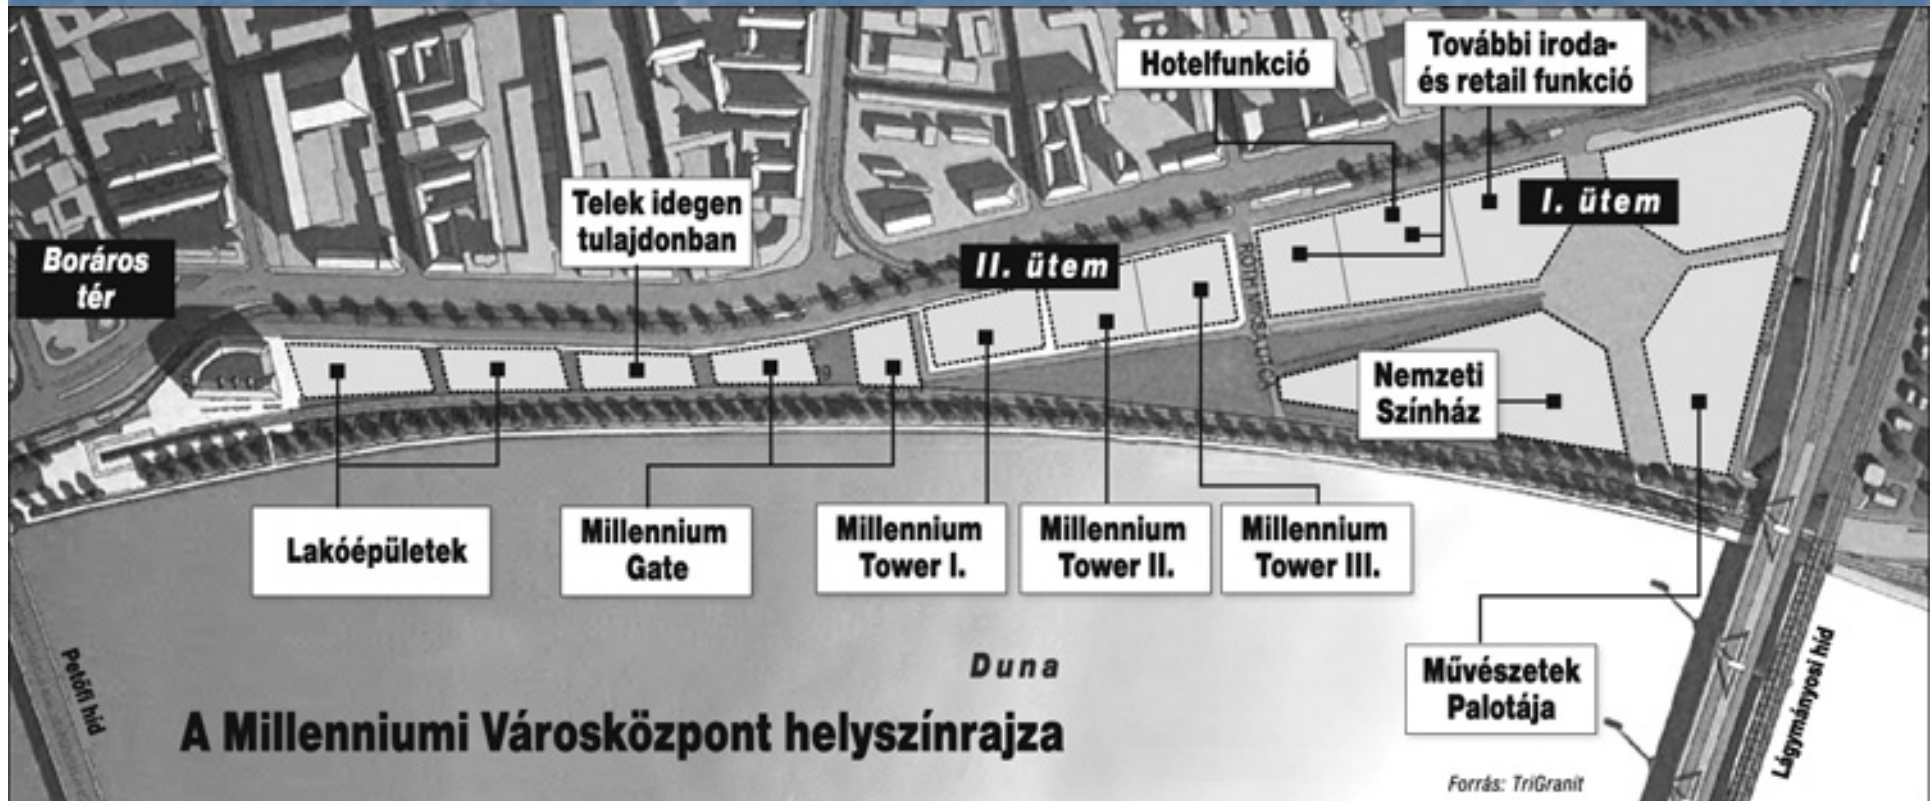 Hotelfunkció
További iroda-
és retail funkció
Telek idegen
tulajdonban
I. ütem
Boráros
tér
II. ütem
Nemzeti
Színház
Lakóépületek
Millennium
Gate
Millennium
Tower I.
Millennium
Tower II.
Millennium
Tower III.
Művészetek
Palotája
Duna
Petőfi híd
Lágymányosi híd
A Millenniumi Városközpont helyszínrajza
Forrás: TriGranit